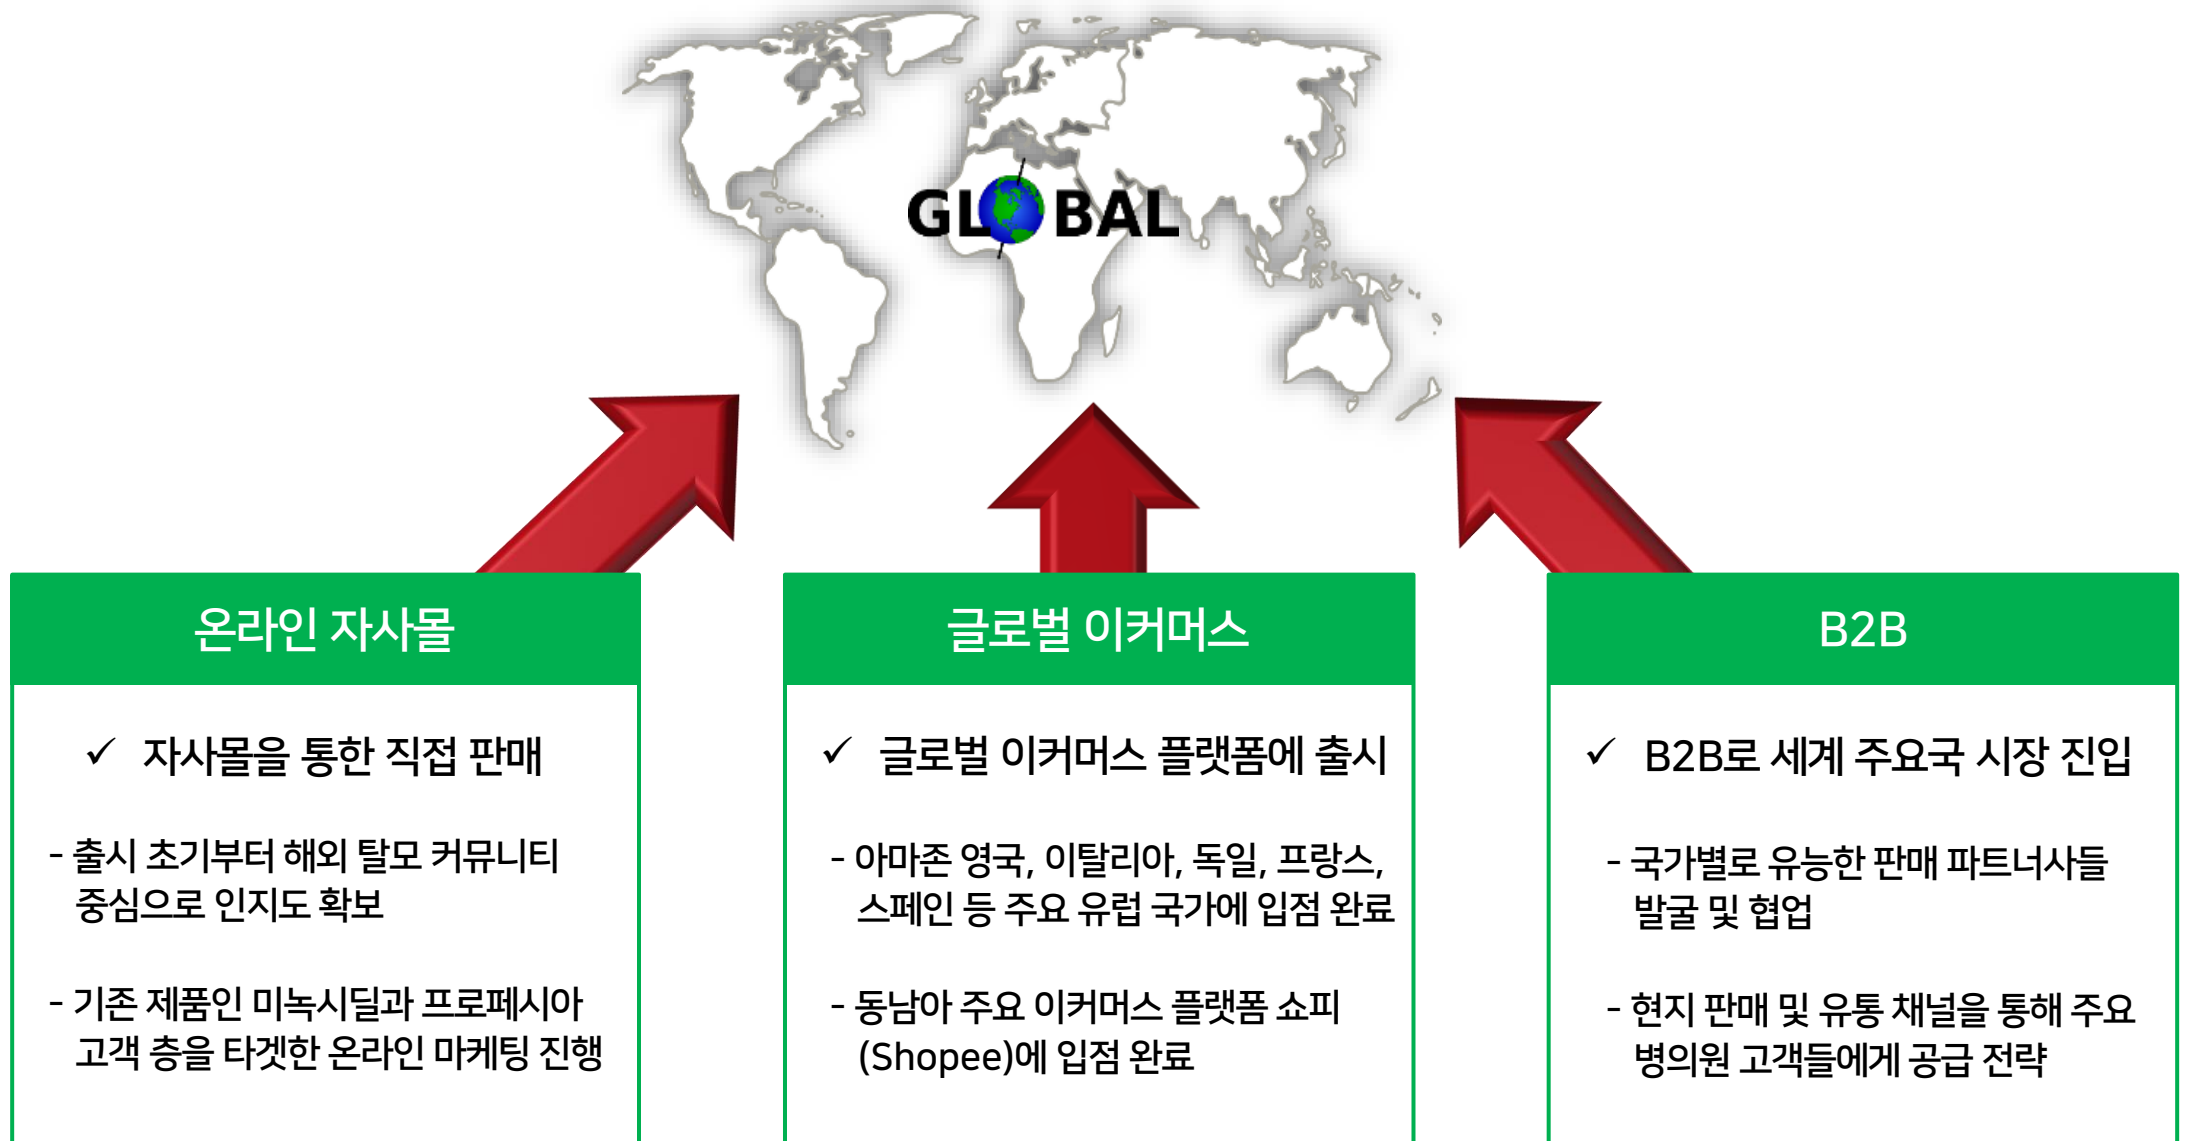 GLOBAL
온라인 자사몰
✓ 자사몰을 통한 직접 판매
- 출시 초기부터 해외 탈모 커뮤니티
중심으로 인지도 확보
- 기존 제품인 미녹시딜과 프로페시아
고객 층을 타겟한 온라인 마케팅 진행
글로벌 이커머스
✓ 글로벌 이커머스 플랫폼에 출시
- 아마존 영국, 이탈리아, 독일, 프랑스,
스페인 등 주요 유럽 국가에 입점 완료
- 동남아 주요 이커머스 플랫폼 쇼피
(Shopee)에 입점 완료
B2B
✓ B2B로 세계 주요국 시장 진입
- 국가별로 유능한 판매 파트너사들
발굴 및 협업
- 현지 판매 및 유통 채널을 통해 주요
병의원 고객들에게 공급 전략